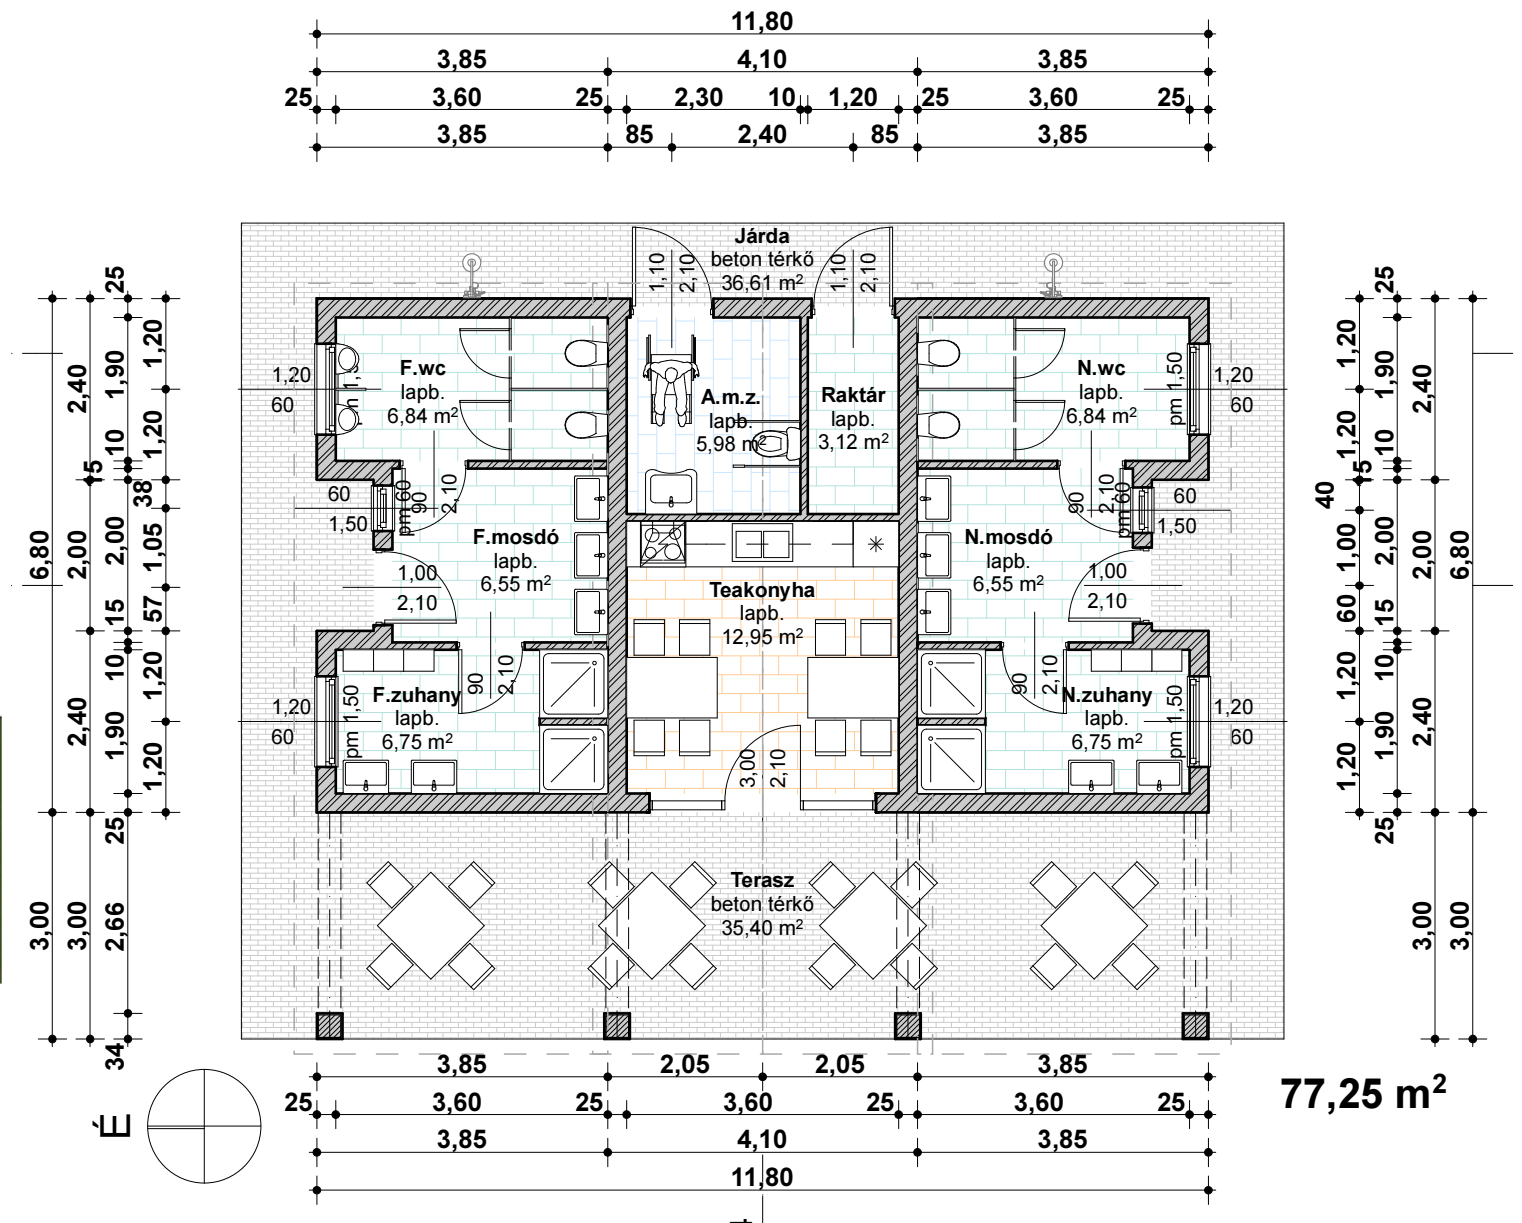 11,80
3,85 4,10 3,85
25 3,60 25 2,30 10 1,20 25 3,60 25
3,85 85 2,40 85 3,85
Járda
beton térkő
36,61 m²
1,10
2,10
1,10
2,10
F.wc
lapb.
6,84 m²
A.m.z.
lapb.
5,98 m²
Raktár
lapb.
3,12 m²
N.wc
lapb.
6,84 m²
1,20
60
pm 1,50
1,20
60
90
2,10
90
2,10
60
1,50
pm 60
pm 60
60
1,50
F.mosdó
lapb.
6,55 m²
N.mosdó
lapb.
6,55 m²
1,00
2,10
1,00
2,10
Teakonyha
lapb.
12,95 m²
90
2,10
90
2,10
F.zuhany
lapb.
6,75 m²
N.zuhany
lapb.
6,75 m²
1,20
60
pm 1,50
pm 1,50
1,20
60
3,00
2,10
Terasz
beton térkő
35,40 m²
6,80
3,00
2,40
2,00
2,40
3,00
25
1,90
10
15
2,00
15
10
1,90
25
2,66
34
1,20
1,20
38
1,05
57
1,20
1,20
1,20
1,20
40
1,00
60
1,20
1,20
25
1,90
10
15
2,00
15
10
1,90
25
2,40
2,00
2,40
3,00
6,80
3,00
3,85 2,05 2,05 3,85
25 3,60 25 3,60 25 3,60 25
3,85 4,10 3,85
11,80
É
77,25 m²